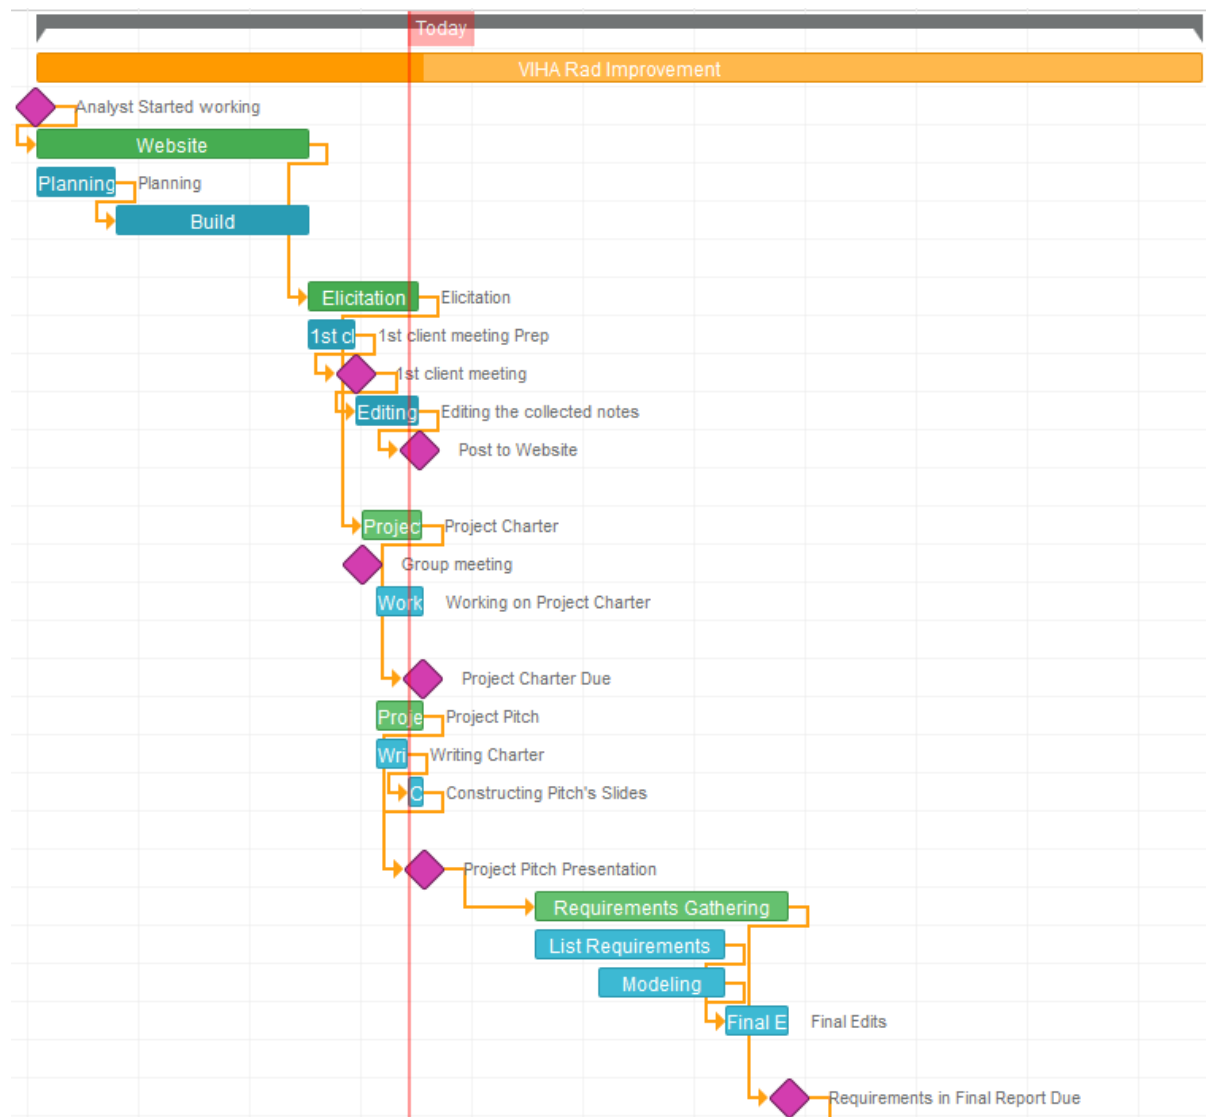 Today
VIHA Rad Improvement
Analyst Started working
Website
Planning Planning
Build
Elicitation Elicitation
1st cl 1st client meeting Prep
1st client meeting
Editing Editing the collected notes
Post to Website
Projec Project Charter
Group meeting
Work Working on Project Charter
Project Charter Due
Proje Project Pitch
Wri Writing Charter
C Constructing Pitch's Slides
Project Pitch Presentation
Requirements Gathering
List Requirements
Modeling
Final E Final Edits
Requirements in Final Report Due